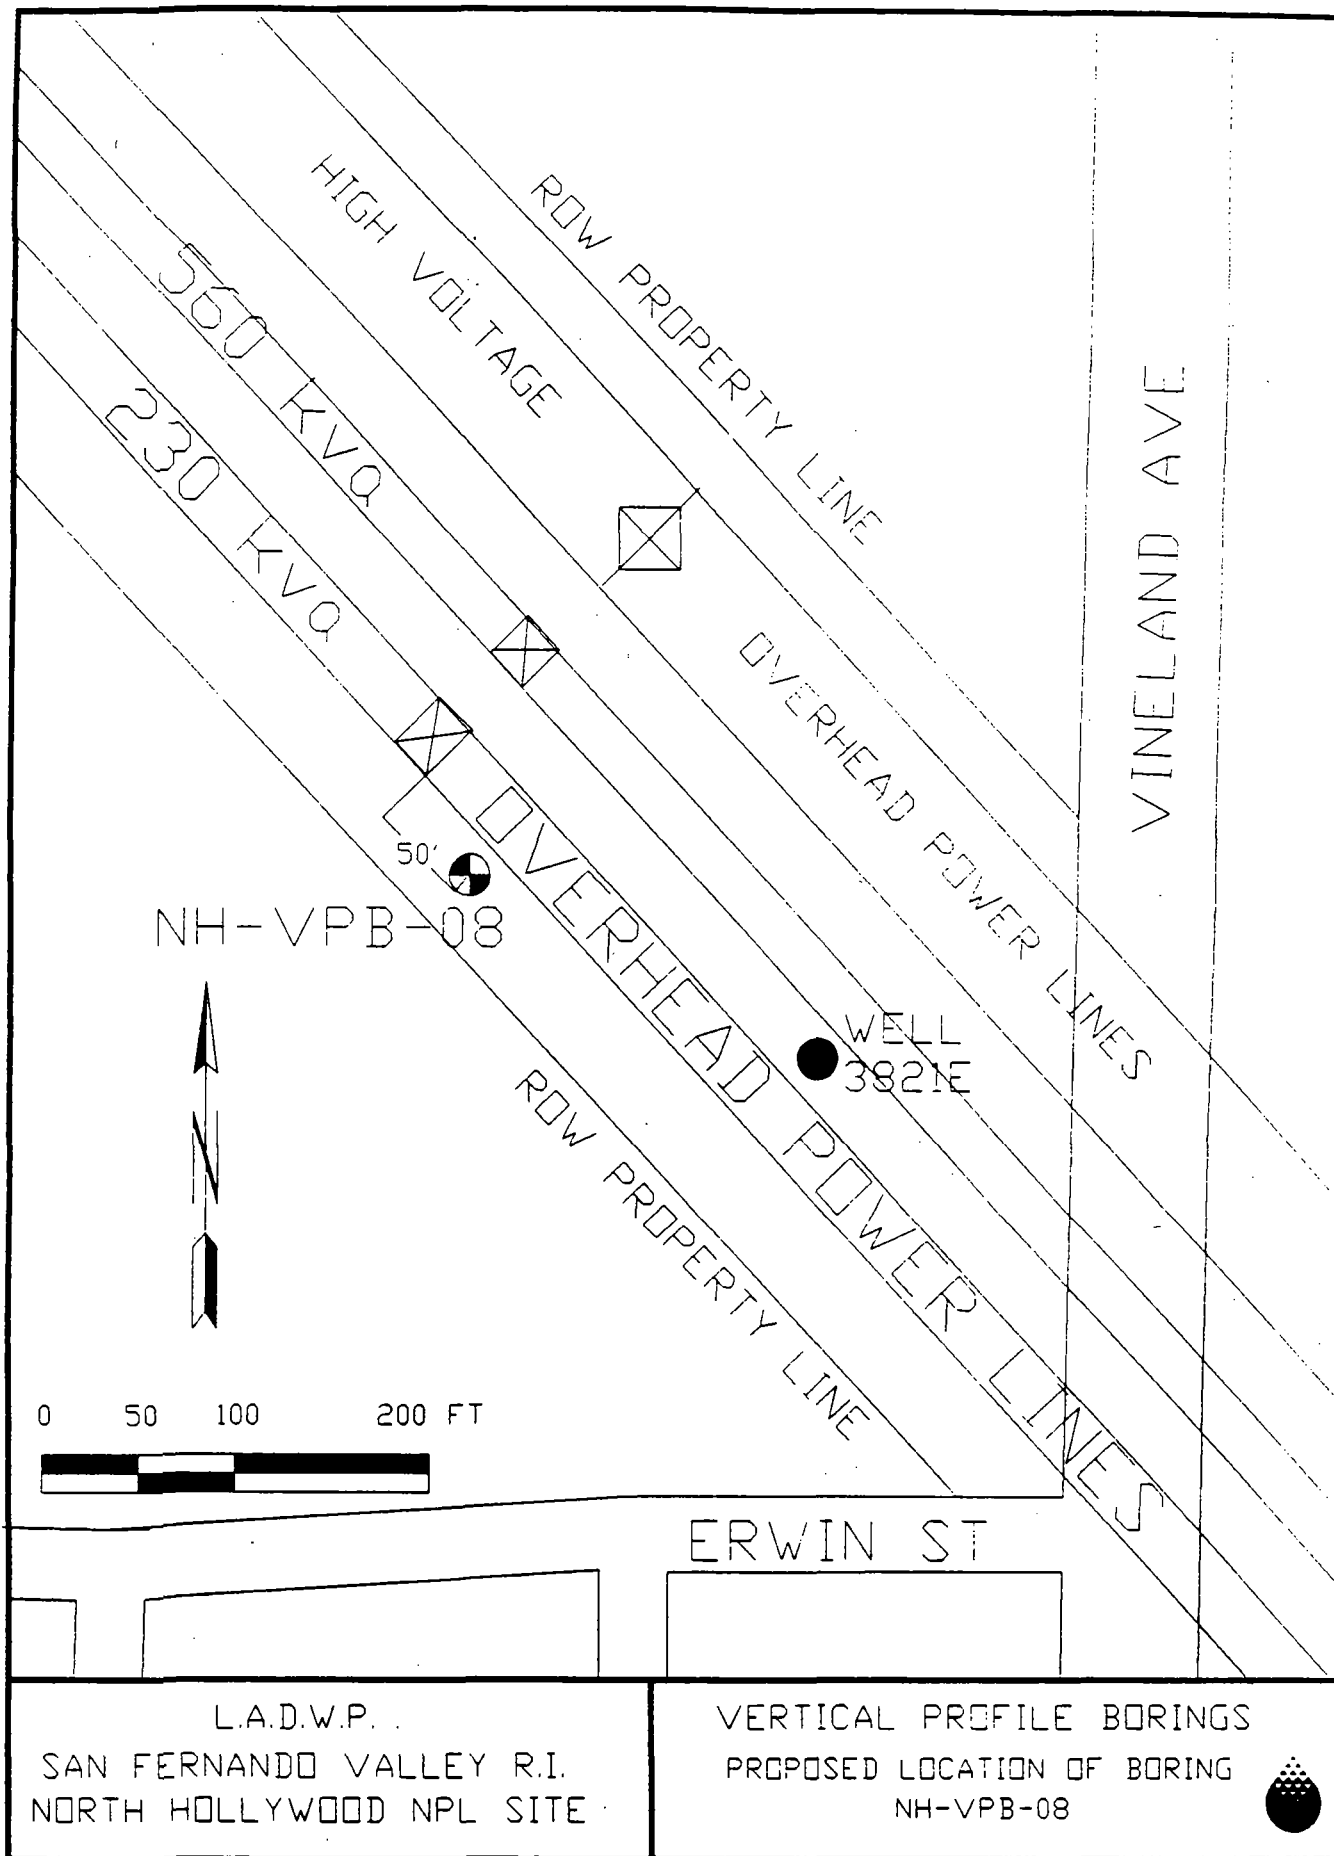 ROW PROPERTY LINE
HIGH VOLTAGE
OVERHEAD POWER LINES
560 KVQ
230 KVQ
OVERHEAD POWER LINES
VINELAND AVE
50'
NH-VPB-08
WELL
3821E
ROW PROPERTY LINE
N
0 50 100 200 FT
ERWIN ST
L.A.D.W.P.
SAN FERNANDO VALLEY R.I.
NORTH HOLLYWOOD NPL SITE
VERTICAL PROFILE BORINGS
PROPOSED LOCATION OF BORING
NH-VPB-08